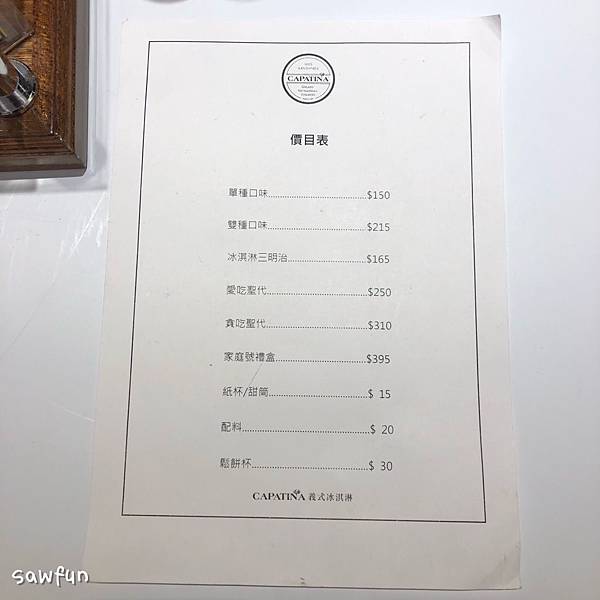 CAPATINA
價目表
單種口味........................................$150
雙種口味........................................$215
冰淇淋三明治................................$165
愛吃聖代........................................$250
貪吃聖代........................................$310
家庭號禮盒....................................$395
紙杯/甜筒.......................................$ 15
配料................................................$ 20
鬆餅杯............................................$ 30
CAPATINA 義式冰淇淋
sawfun